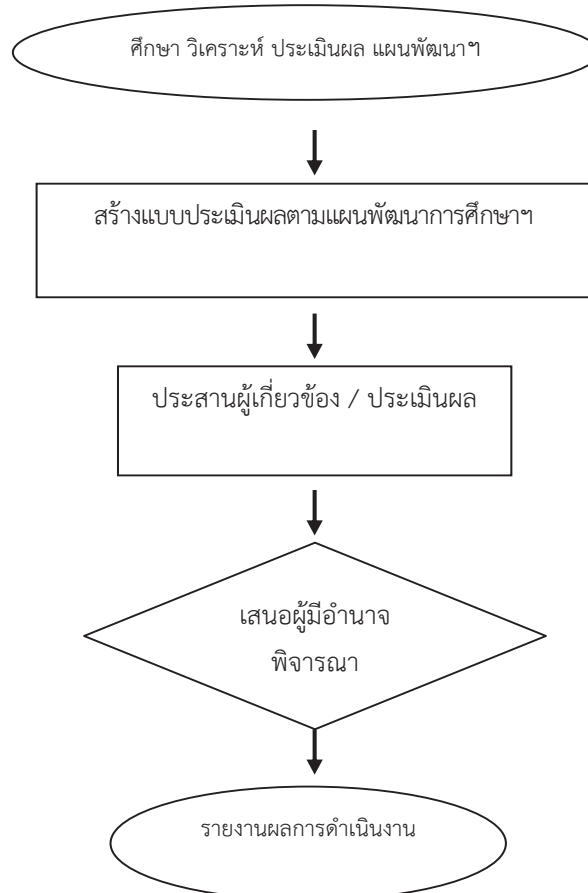 ศึกษา วิเคราะห์ ประเมินผล แผนพัฒนาฯ
สร้างแบบประเมินผลตามแผนพัฒนาการศึกษาฯ
ประสานผู้เกี่ยวข้อง / ประเมินผล
เสนอผู้มีอำนาจ
พิจารณา
รายงานผลการดำเนินงาน